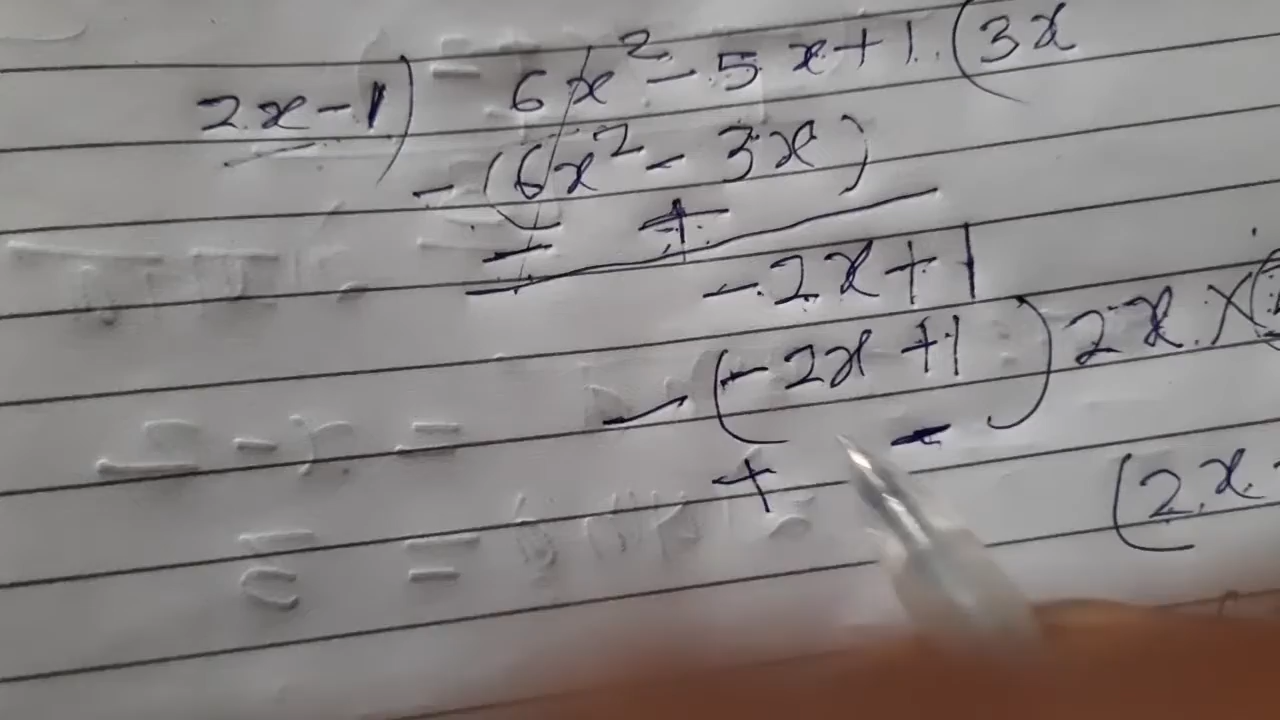 2x-1) 6x²-5x+1(3x
-(6x²-3x)
- +
-2x+1
-(-2x+1) 2x×(
+ - (2x